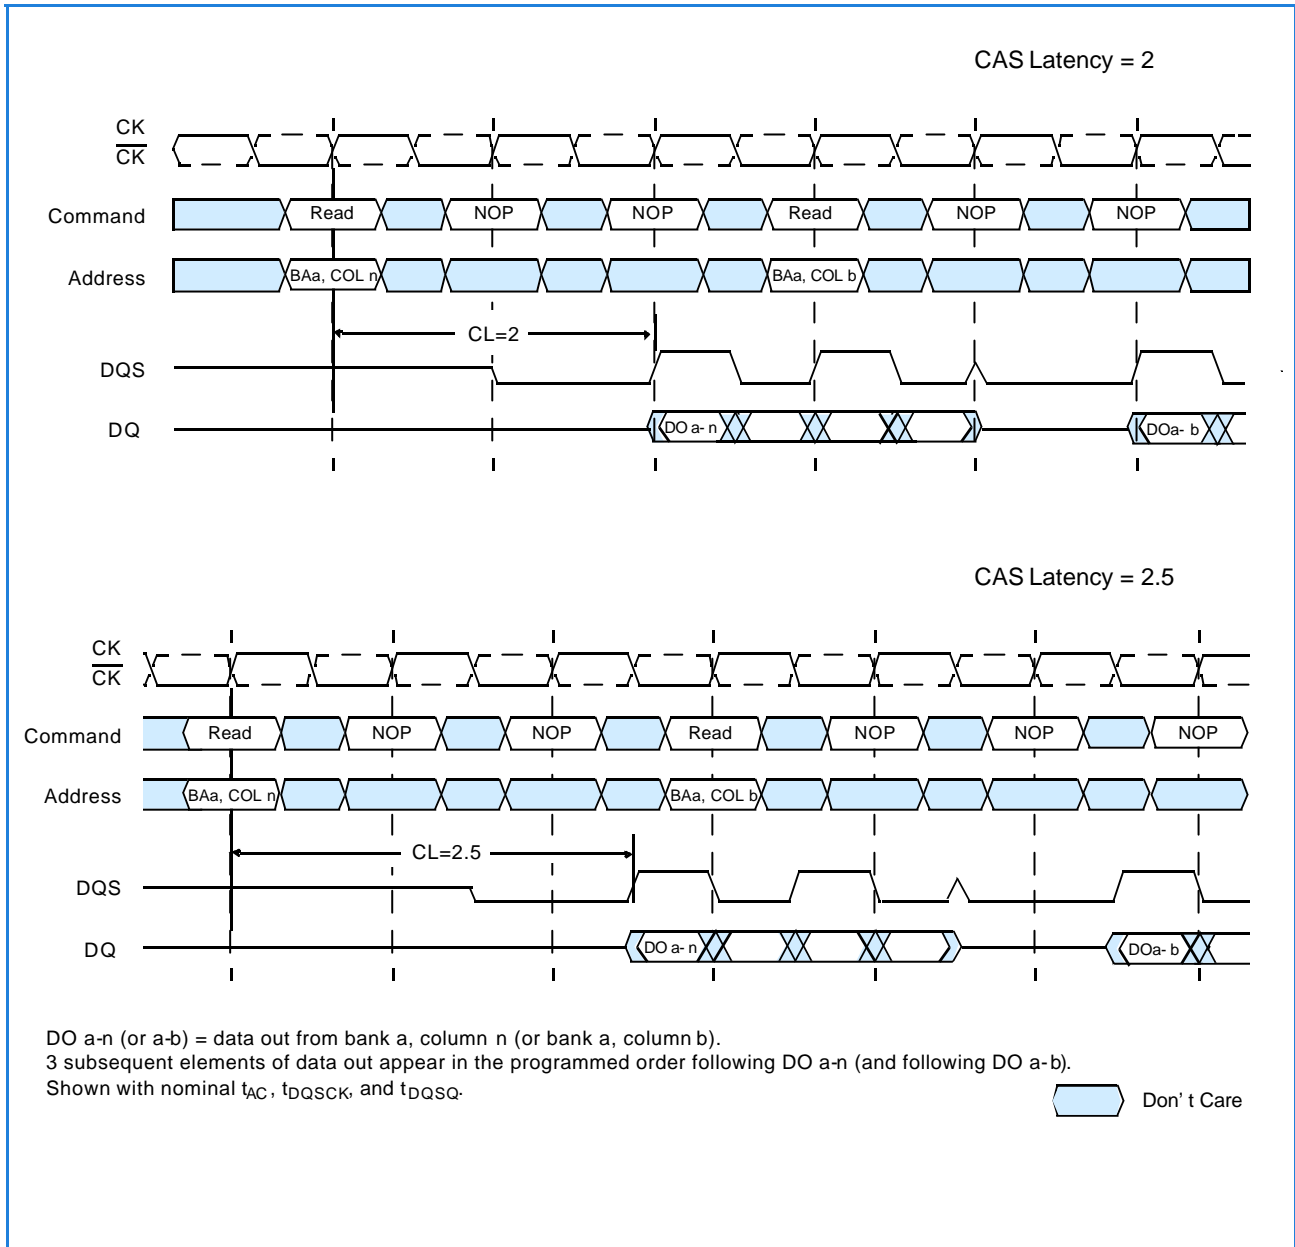 CAS Latency = 2
CK
CK
Command Read NOP NOP Read NOP NOP
Address BAa, COL n BAa, COL b
CL=2
DQS
DQ DO a- n DOa- b
CAS Latency = 2.5
CK
CK
Command Read NOP NOP Read NOP NOP NOP
Address BAa, COL n BAa, COL b
CL=2.5
DQS
DQ DO a- n DOa- b
DO a-n (or a-b) = data out from bank a, column n (or bank a, column b).
3 subsequent elements of data out appear in the programmed order following DO a-n (and following DO a-b).
Shown with nominal tAC, tDQSCK, and tDQSQ.
Don' t Care